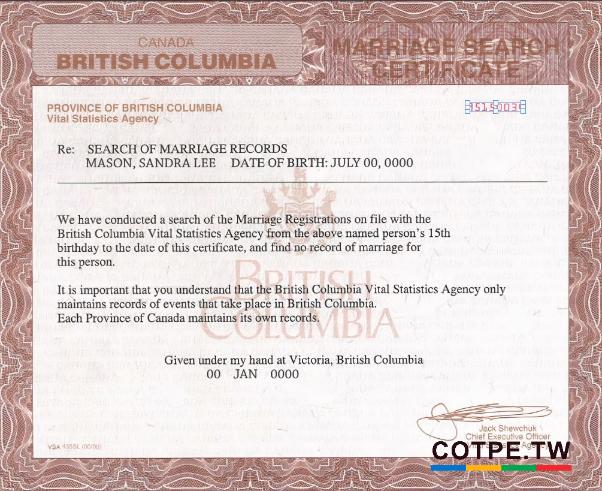 CANADA
BRITISH COLUMBIA
MARRIAGE SEARCH
CERTIFICATE
PROVINCE OF BRITISH COLUMBIA
Vital Statistics Agency
Re: SEARCH OF MARRIAGE RECORDS
MASON, SANDRA LEE DATE OF BIRTH: JULY 00, 0000
We have conducted a search of the Marriage Registrations on file with the
British Columbia Vital Statistics Agency from the above named person's 15th
birthday to the date of this certificate, and find no record of marriage for
this person.
It is important that you understand that the British Columbia Vital Statistics Agency only
maintains records of events that take place in British Columbia.
Each Province of Canada maintains its own records.
BRITISH
COLUMBIA
Given under my hand at Victoria, British Columbia
00 JAN 0000
Jack Shewchuk
Chief Executive Officer
Agency
VSA
COTPE.TW